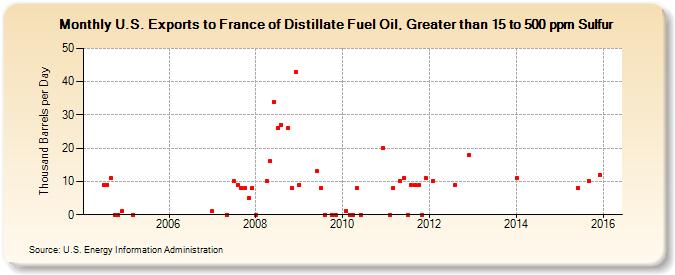 Monthly U.S. Exports to France of Distillate Fuel Oil, Greater than 15 to 500 ppm Sulfur
Thousand Barrels per Day
50
40
30
20
10
0
2006 2008 2010 2012 2014 2016
Source: U.S. Energy Information Administration